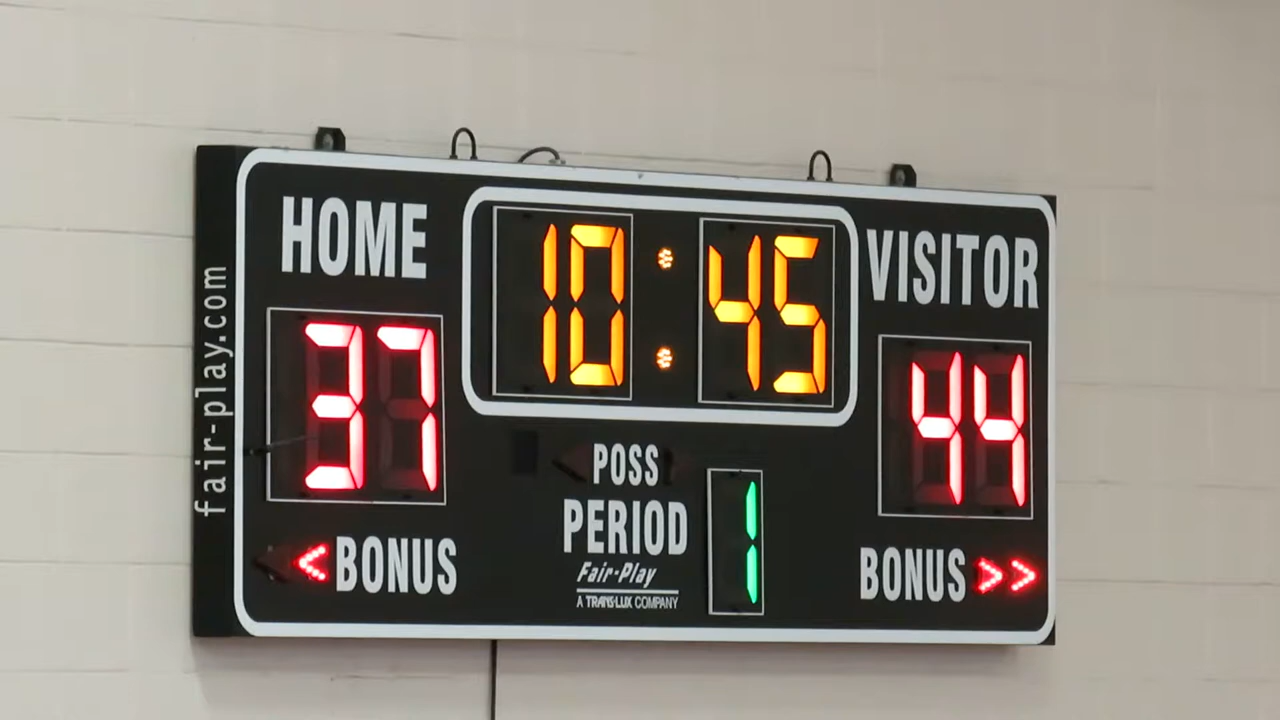 fair-play.com
HOME
10:45
VISITOR
37
44
POSS
PERIOD
1
< BONUS
BONUS >>
Fair-Play
A TRANS-LUX COMPANY